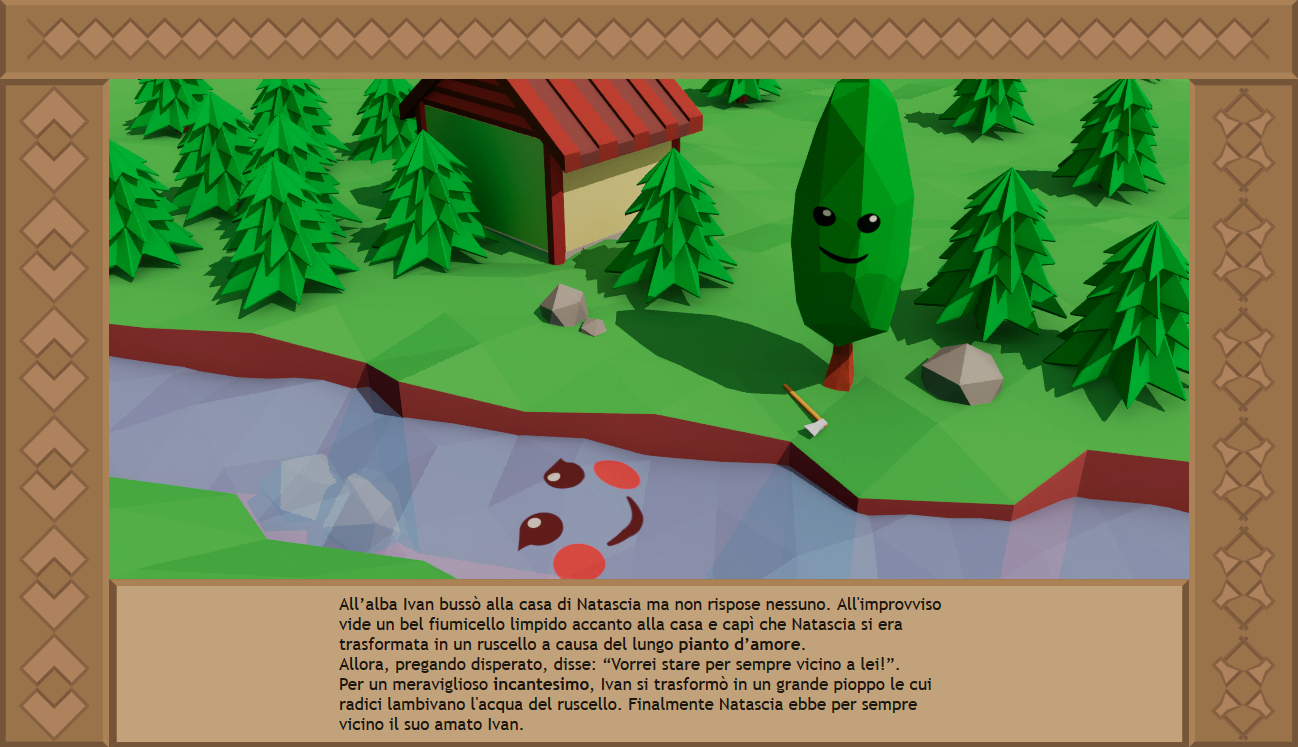 All’alba Ivan bussò alla casa di Natascia ma non rispose nessuno. All'improvviso
vide un bel fiumicello limpido accanto alla casa e capì che Natascia si era
trasformata in un ruscello a causa del lungo pianto d’amore.
Allora, pregando disperato, disse: “Vorrei stare per sempre vicino a lei!”.
Per un meraviglioso incantesimo, Ivan si trasformò in un grande pioppo le cui
radici lambivano l'acqua del ruscello. Finalmente Natascia ebbe per sempre
vicino il suo amato Ivan.